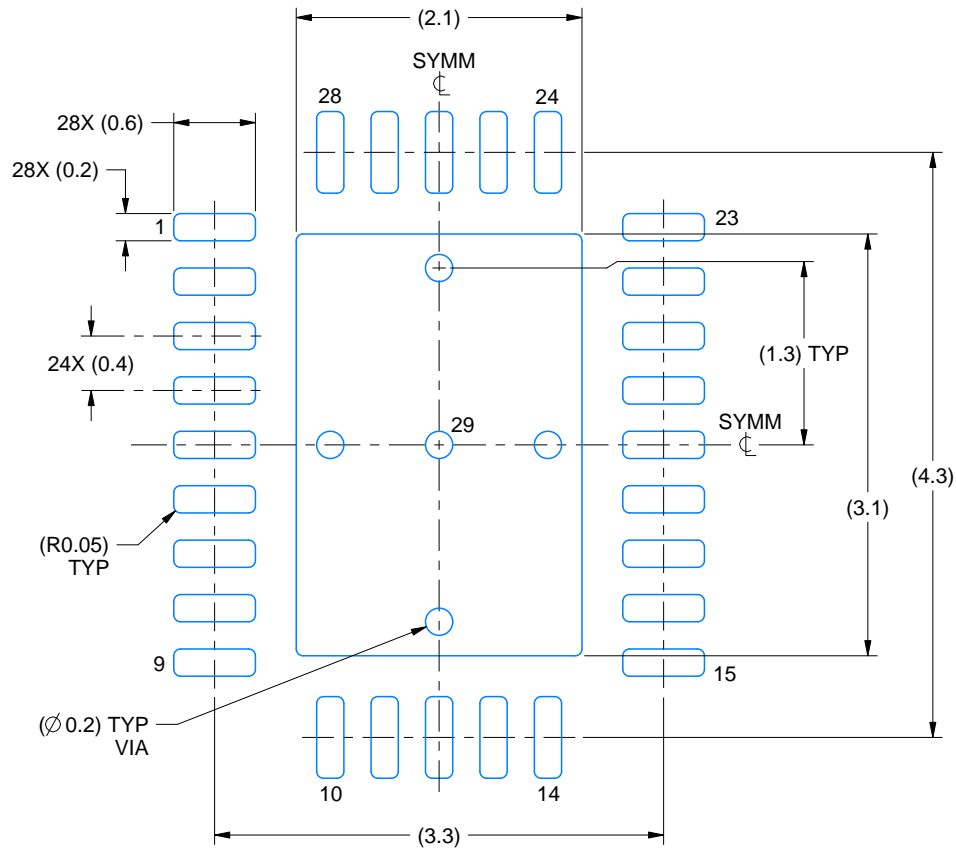 (2.1)
SYMM
℄
28
24
28X (0.6)
28X (0.2)
1
23
24X (0.4)
(1.3) TYP
29
SYMM
℄
(4.3)
(3.1)
(R0.05)
TYP
9
15
(∅ 0.2) TYP
VIA
10
14
(3.3)